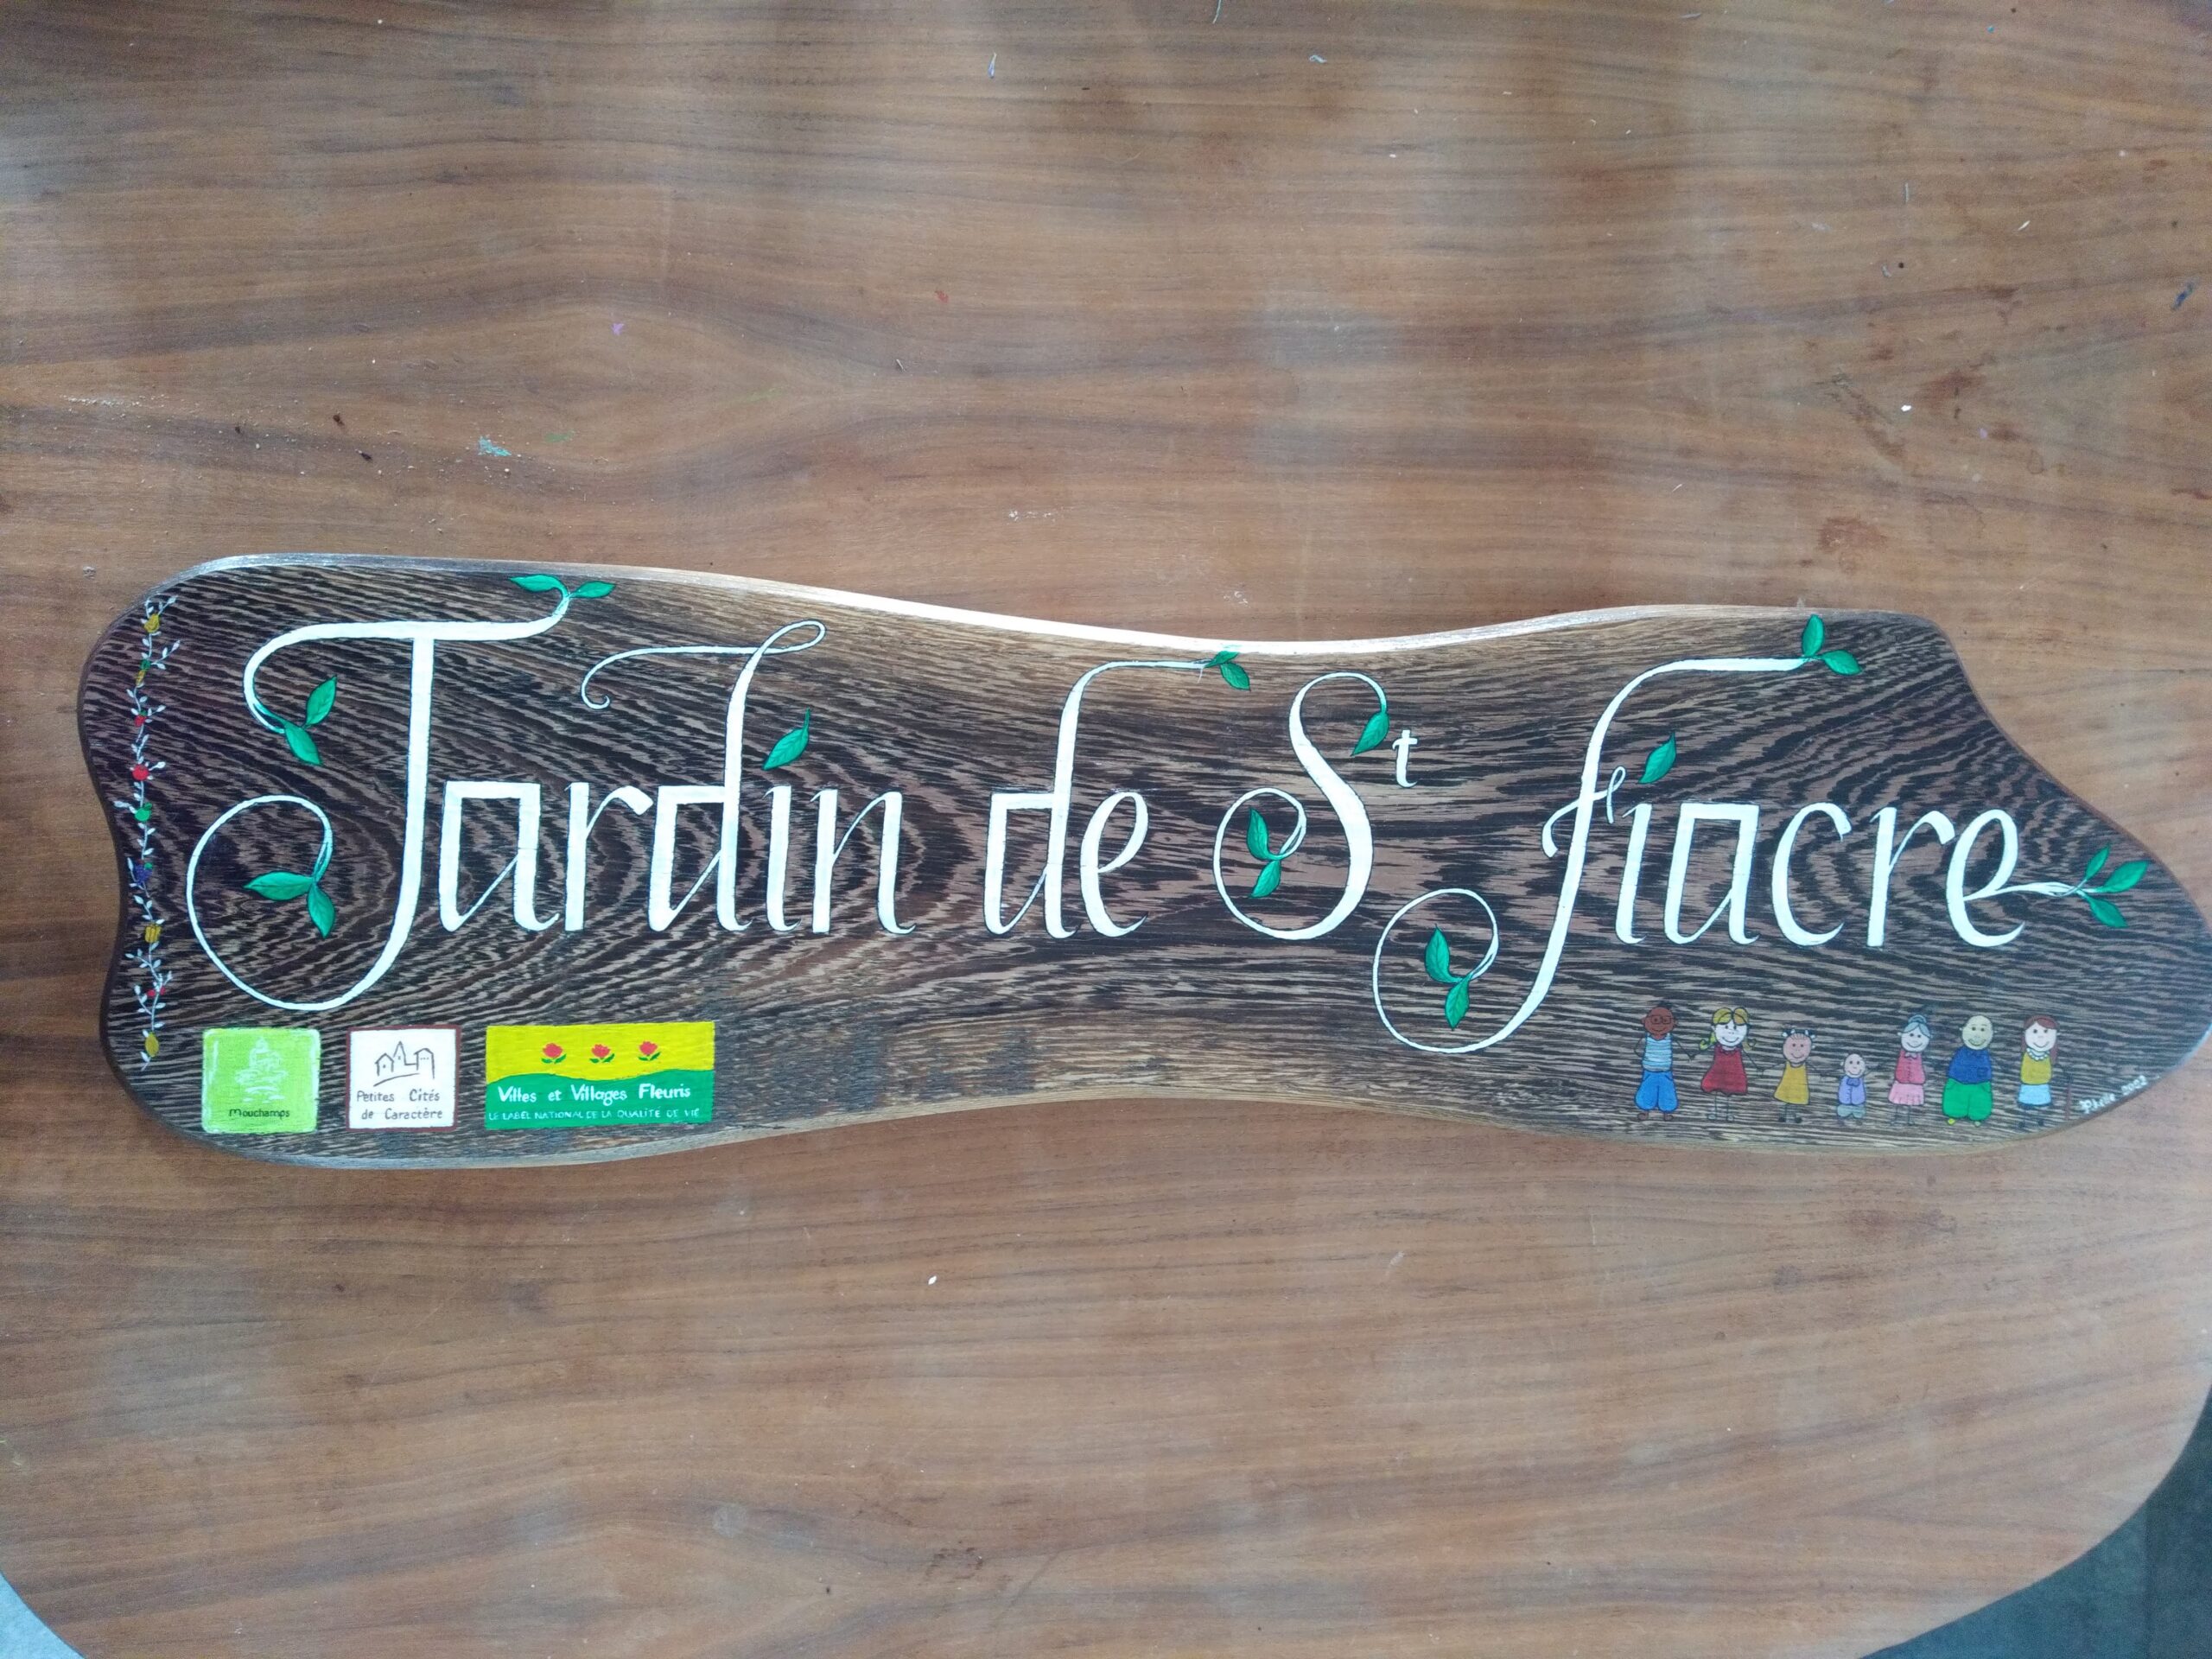 Jardin de St fiacre
Mouchamps
Petites Cités
de Caractère
Villes et Villages Fleuris
LE LABEL NATIONAL DE LA QUALITE DE VIE